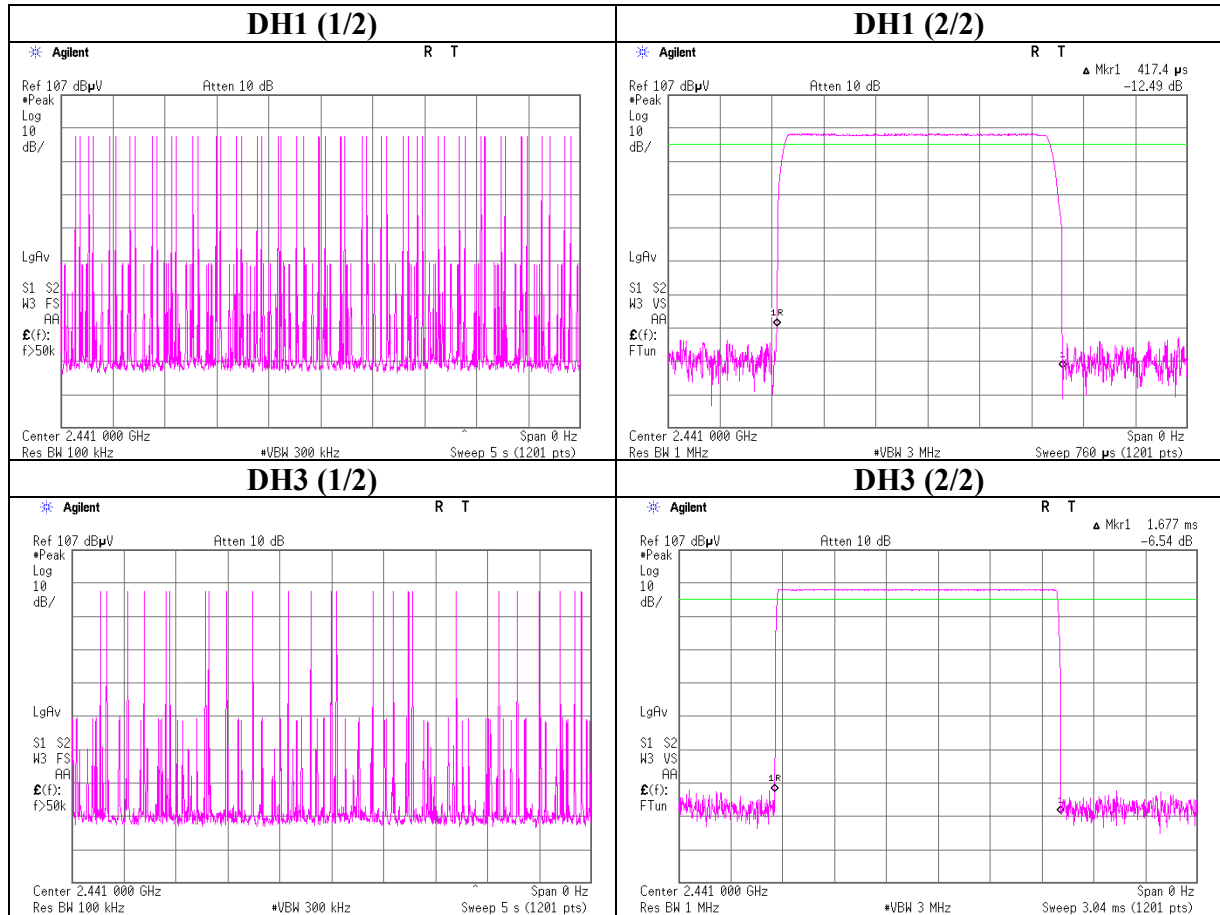 DH1 (1/2)
Agilent
R T
Ref 107 dBµV
Atten 10 dB
#Peak
Log
10
dB/
LgAv
S1 S2
W3 FS
AA
£(f):
f>50k
Center 2.441 000 GHz
Span 0 Hz
Res BW 100 kHz
#VBW 300 kHz
Sweep 5 s (1201 pts)
DH1 (2/2)
Agilent
R T
Δ Mkr1 417.4 µs
Ref 107 dBµV
Atten 10 dB
-12.49 dB
#Peak
Log
10
dB/
1R
1
LgAv
S1 S2
W3 VS
AA
£(f):
FTun
Center 2.441 000 GHz
Span 0 Hz
Res BW 1 MHz
#VBW 3 MHz
Sweep 760 µs (1201 pts)
DH3 (1/2)
Agilent
R T
Ref 107 dBµV
Atten 10 dB
#Peak
Log
10
dB/
LgAv
S1 S2
W3 FS
AA
£(f):
f>50k
Center 2.441 000 GHz
Span 0 Hz
Res BW 100 kHz
#VBW 300 kHz
Sweep 5 s (1201 pts)
DH3 (2/2)
Agilent
R T
Δ Mkr1 1.677 ms
Ref 107 dBµV
Atten 10 dB
-6.54 dB
#Peak
Log
10
dB/
1R
1
LgAv
S1 S2
W3 VS
AA
£(f):
FTun
Center 2.441 000 GHz
Span 0 Hz
Res BW 1 MHz
#VBW 3 MHz
Sweep 3.04 ms (1201 pts)